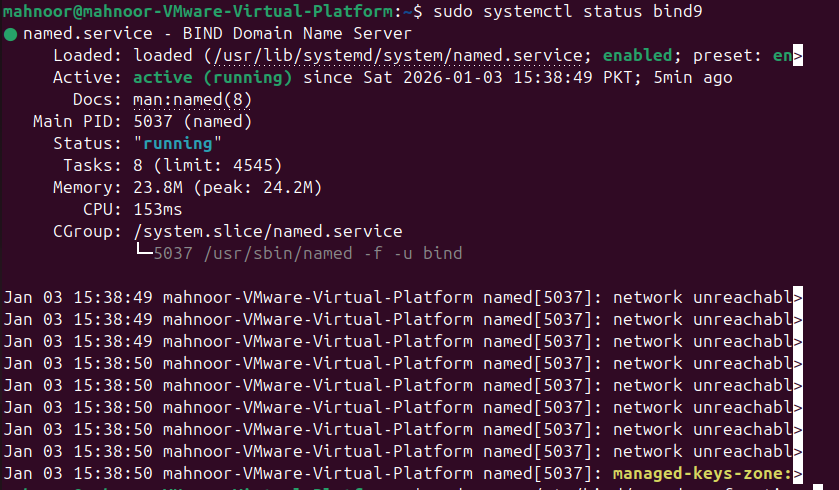 mahnoor@mahnoor-VMware-Virtual-Platform:~$ sudo systemctl status bind9
● named.service - BIND Domain Name Server
Loaded: loaded (/usr/lib/systemd/system/named.service; enabled; preset: en>
Active: active (running) since Sat 2026-01-03 15:38:49 PKT; 5min ago
Docs: man:named(8)
Main PID: 5037 (named)
Status: "running"
Tasks: 8 (limit: 4545)
Memory: 23.8M (peak: 24.2M)
CPU: 153ms
CGroup: /system.slice/named.service
└─5037 /usr/sbin/named -f -u bind
Jan 03 15:38:49 mahnoor-VMware-Virtual-Platform named[5037]: network unreachabl>
Jan 03 15:38:49 mahnoor-VMware-Virtual-Platform named[5037]: network unreachabl>
Jan 03 15:38:49 mahnoor-VMware-Virtual-Platform named[5037]: network unreachabl>
Jan 03 15:38:50 mahnoor-VMware-Virtual-Platform named[5037]: network unreachabl>
Jan 03 15:38:50 mahnoor-VMware-Virtual-Platform named[5037]: network unreachabl>
Jan 03 15:38:50 mahnoor-VMware-Virtual-Platform named[5037]: network unreachabl>
Jan 03 15:38:50 mahnoor-VMware-Virtual-Platform named[5037]: network unreachabl>
Jan 03 15:38:50 mahnoor-VMware-Virtual-Platform named[5037]: network unreachabl>
Jan 03 15:38:50 mahnoor-VMware-Virtual-Platform named[5037]: managed-keys-zone:>